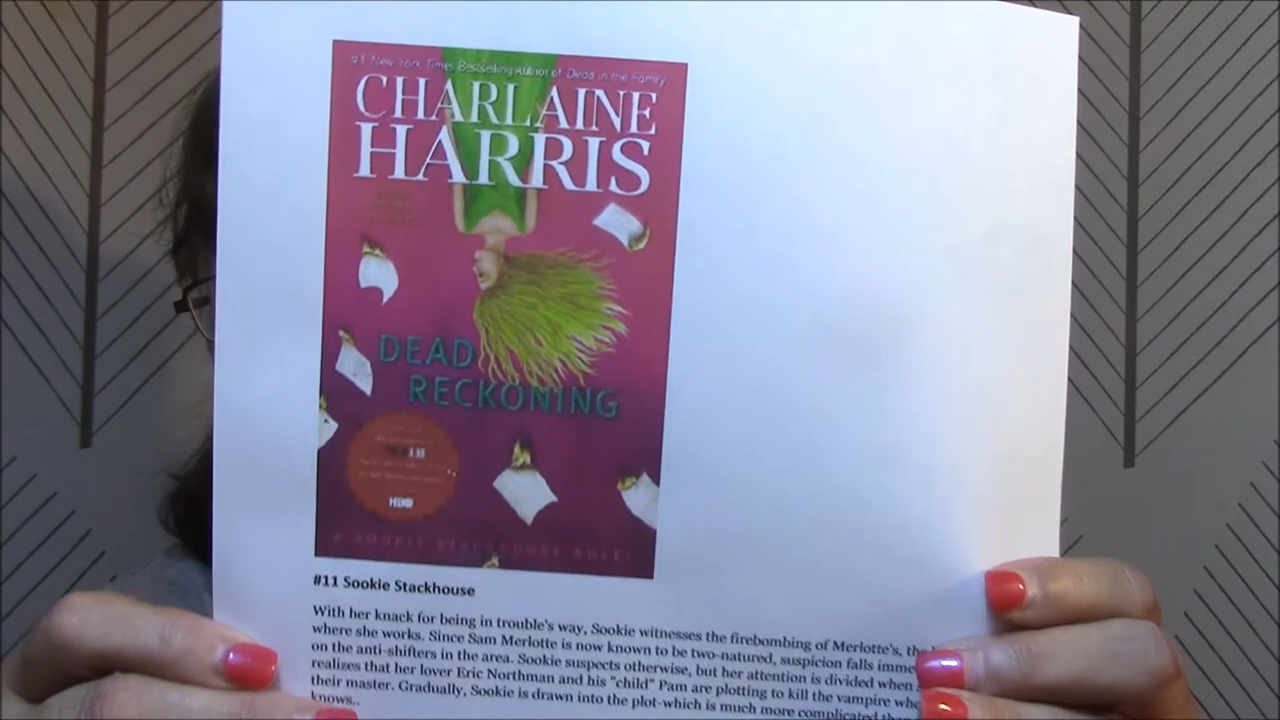 #1 New York Times Bestselling Author of Dead in the Family
CHARLAINE
HARRIS
DEAD
RECKONING
HBO
A SOOKIE STACKHOUSE NOVEL
#11 Sookie Stackhouse
With her knack for being in trouble's way, Sookie witnesses the firebombing of Merlotte's, the
where she works. Since Sam Merlotte is now known to be two-natured, suspicion falls
on the anti-shifters in the area. Sookie suspects otherwise, but her attention is divided when
realizes that her lover Eric Northman and his "child" Pam are plotting to kill the vampire
their master. Gradually, Sookie is drawn into the plot-which is much more complicated
knows..